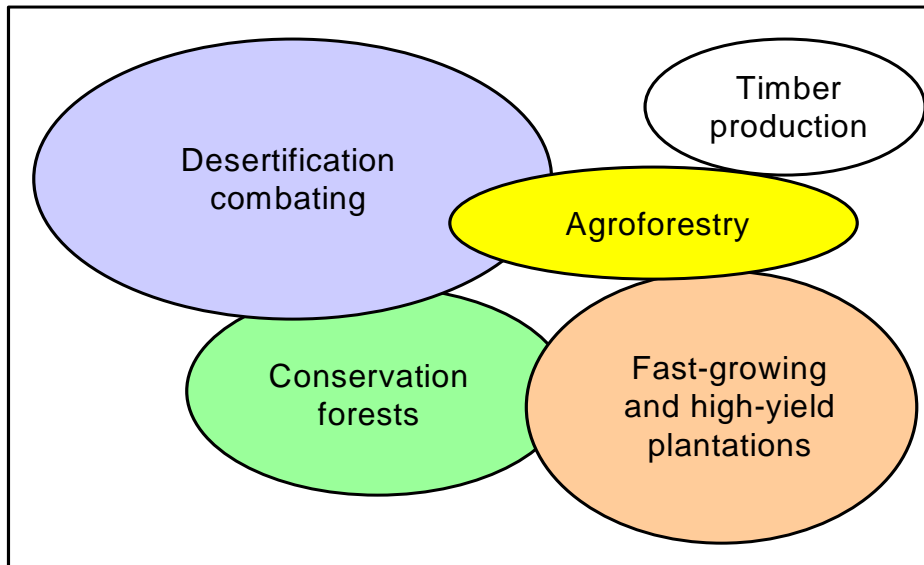 Timber
production
Desertification
combating
Agroforestry
Conservation
forests
Fast-growing
and high-yield
plantations